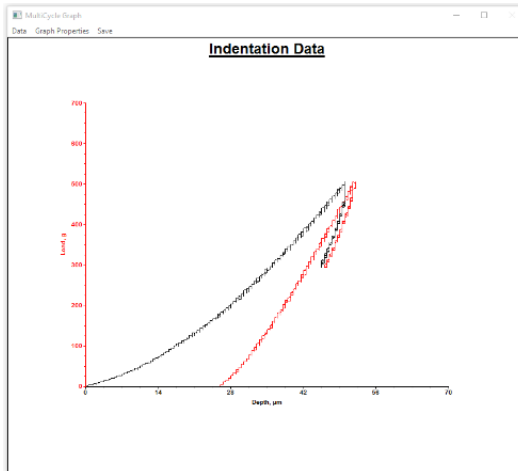 MultiCycle Graph
Data Graph Properties Save
Indentation Data
700
600
500
400
300
200
100
0
Load, g
0 14 28 42 56 70
Depth, µm